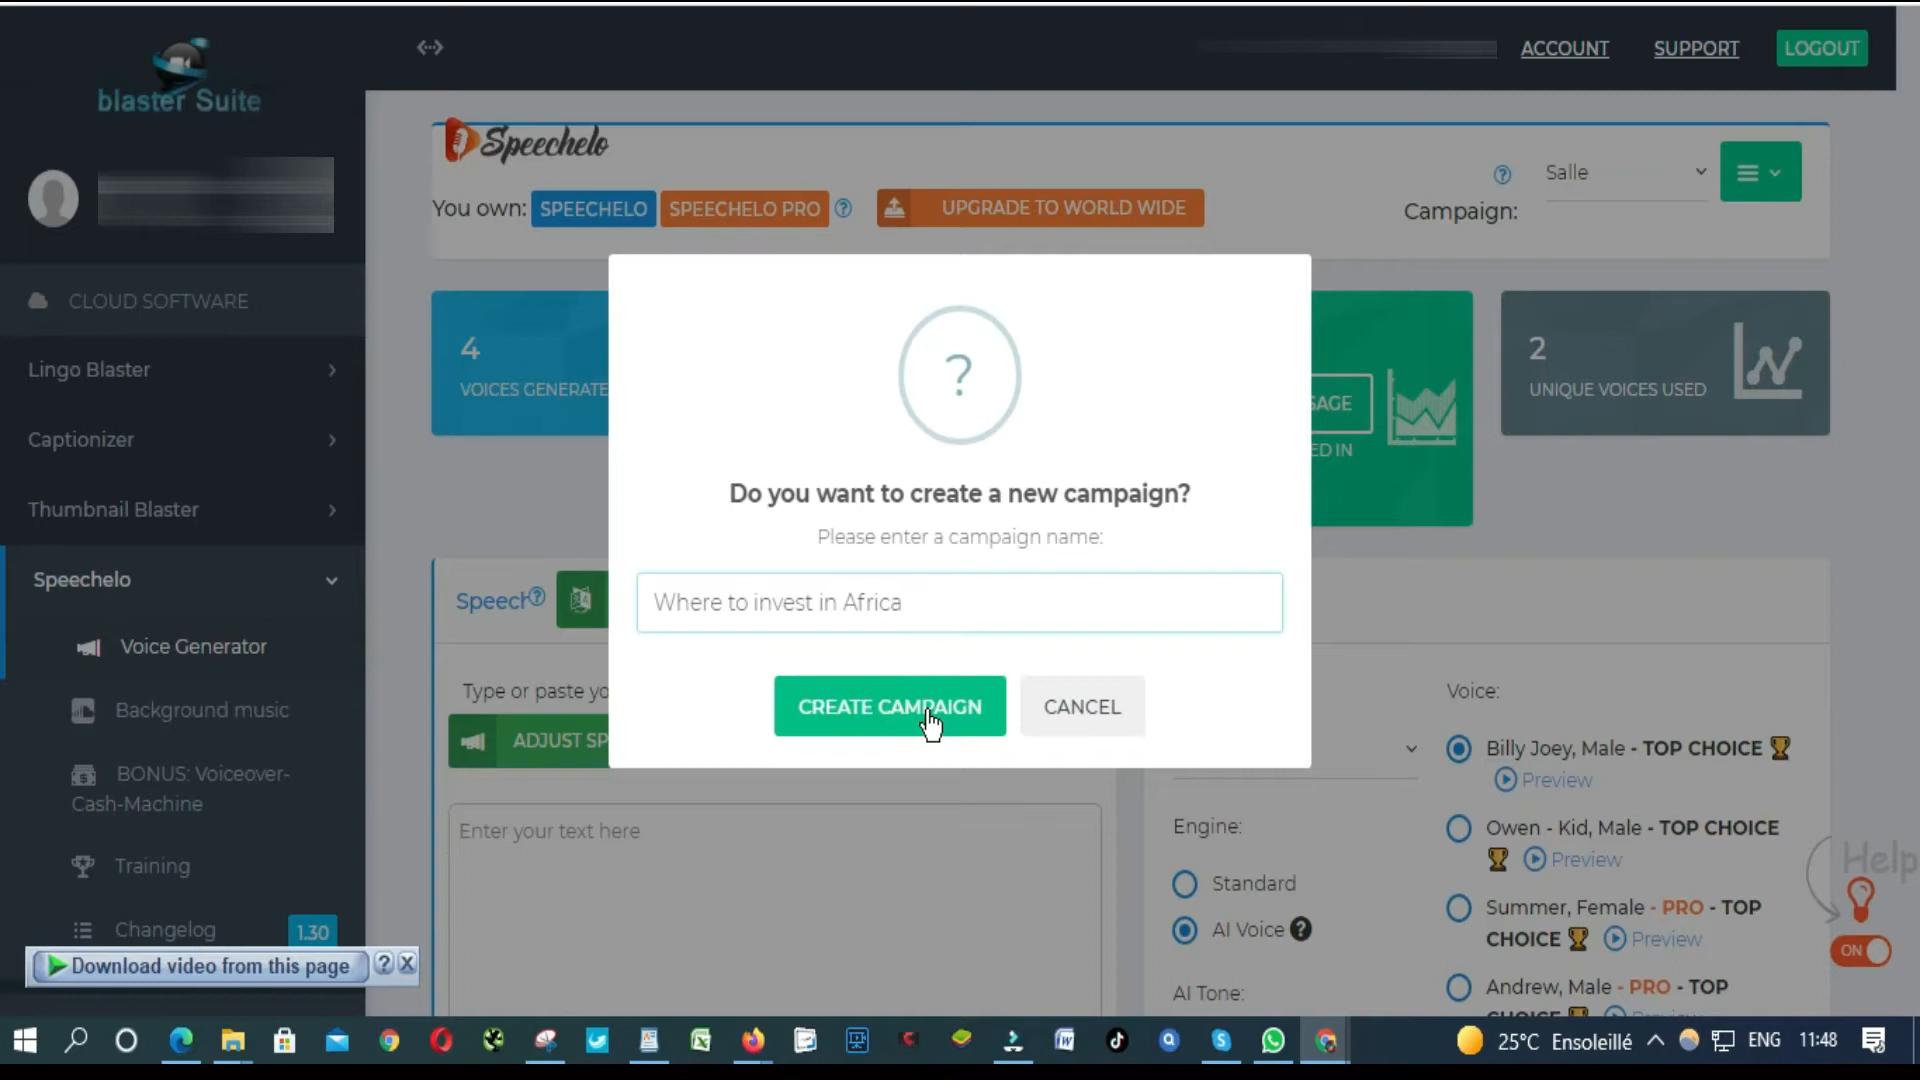 blaster Suite
ACCOUNT
SUPPORT
LOGOUT
Speechelo
You own: SPEECHELO SPEECHELO PRO ? UPGRADE TO WORLD WIDE
? Salle
Campaign:
CLOUD SOFTWARE
Lingo Blaster
Captionizer
Thumbnail Blaster
Speechelo
Voice Generator
Background music
BONUS: Voiceover-
Cash-Machine
Training
Changelog 1.30
4
VOICES GENERATE
SAGE
ED IN
2
UNIQUE VOICES USED
?
Do you want to create a new campaign?
Please enter a campaign name:
Where to invest in Africa
CREATE CAMPAIGN
CANCEL
Speech ?
Type or paste yo
ADJUST SP
Enter your text here
Engine:
Standard
AI Voice ?
AI Tone:
Voice:
Billy Joey, Male - TOP CHOICE
Preview
Owen - Kid, Male - TOP CHOICE
Preview
Summer, Female - PRO - TOP
CHOICE Preview
Andrew, Male - PRO - TOP
CHOICE Preview
Help
ON
Download video from this page ? X
25°C Ensoleillé ENG 11:48